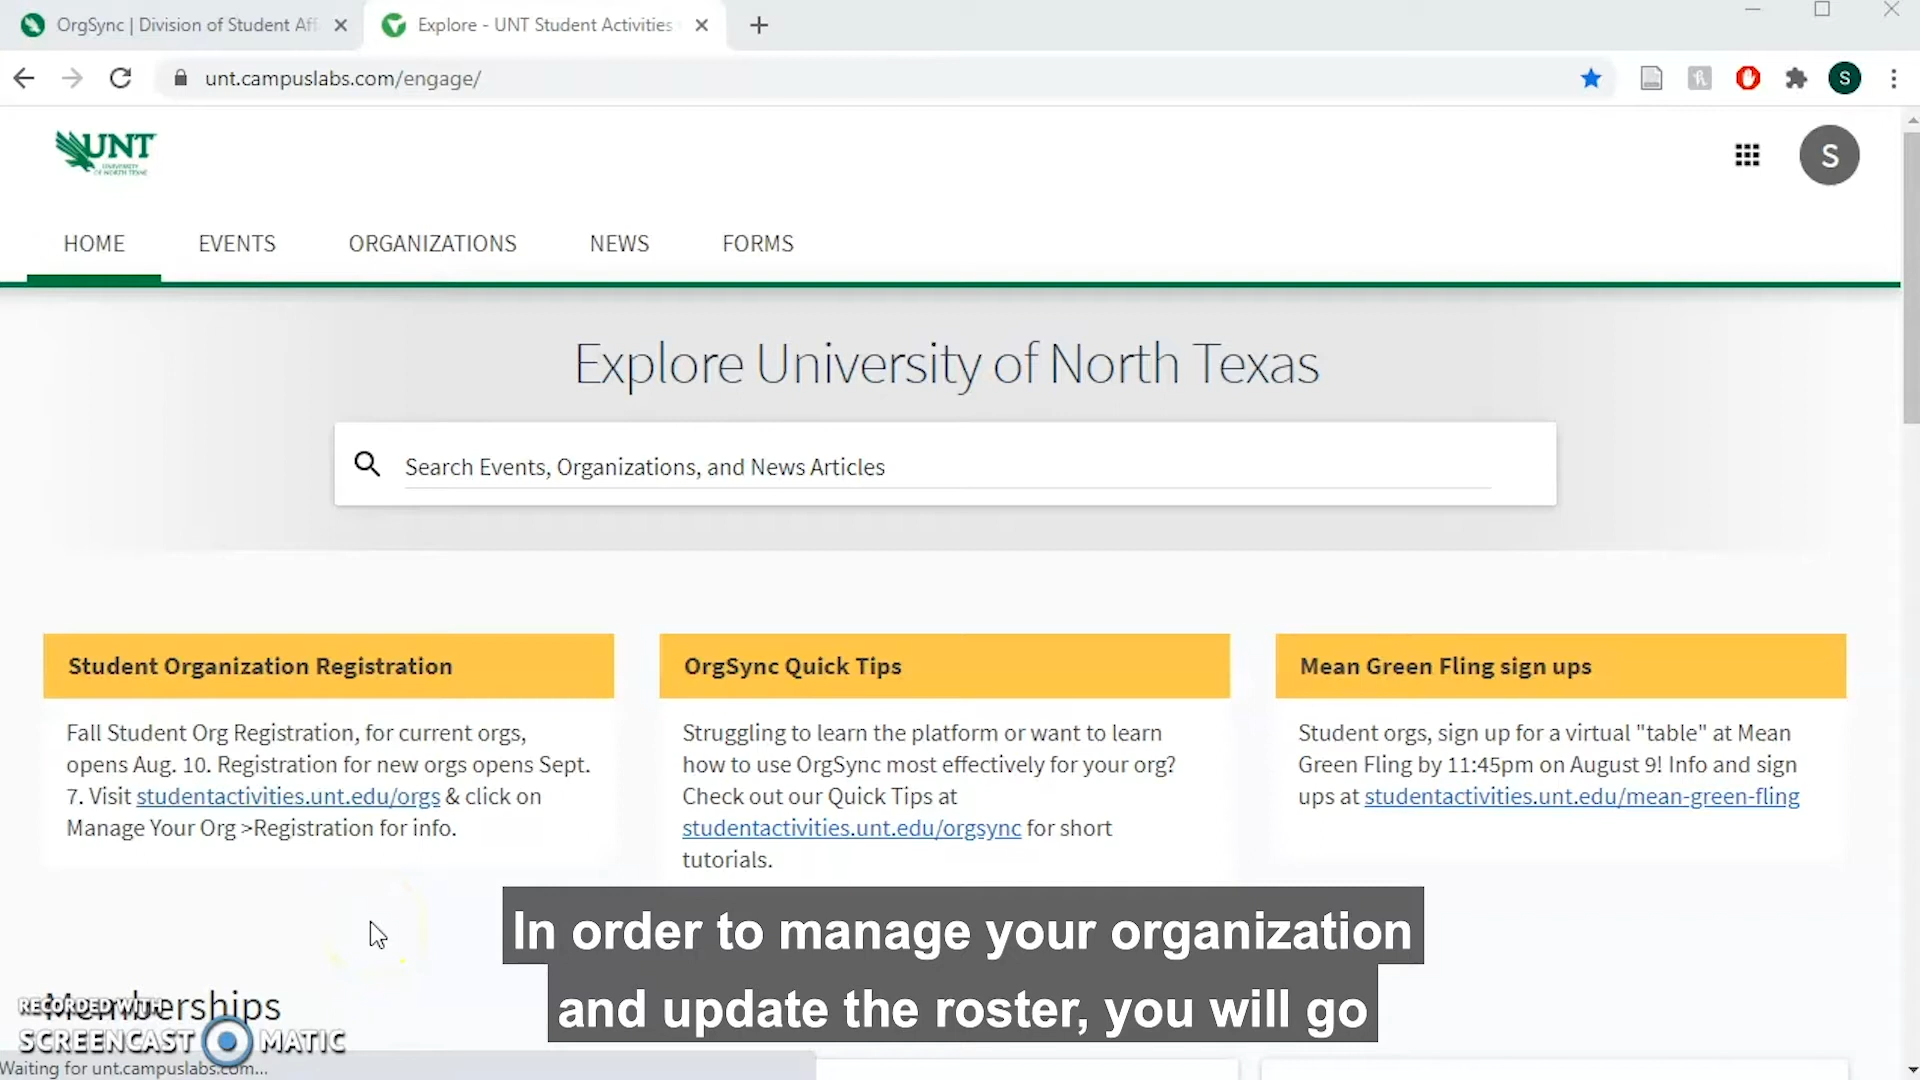 OrgSync | Division of Student Aff
Explore - UNT Student Activities
unt.campuslabs.com/engage/
S
UNT
UNIVERSITY
OF NORTH TEXAS
S
HOME
EVENTS
ORGANIZATIONS
NEWS
FORMS
Explore University of North Texas
Search Events, Organizations, and News Articles
Student Organization Registration
Fall Student Org Registration, for current orgs,
opens Aug. 10. Registration for new orgs opens Sept.
7. Visit studentactivities.unt.edu/orgs & click on
Manage Your Org >Registration for info.
OrgSync Quick Tips
Struggling to learn the platform or want to learn
how to use OrgSync most effectively for your org?
Check out our Quick Tips at
studentactivities.unt.edu/orgsync for short
tutorials.
Mean Green Fling sign ups
Student orgs, sign up for a virtual "table" at Mean
Green Fling by 11:45pm on August 9! Info and sign
ups at studentactivities.unt.edu/mean-green-fling
In order to manage your organization
and update the roster, you will go
Memberships
RECORDED WITH
SCREENCAST MATIC
Waiting for unt.campuslabs.com...